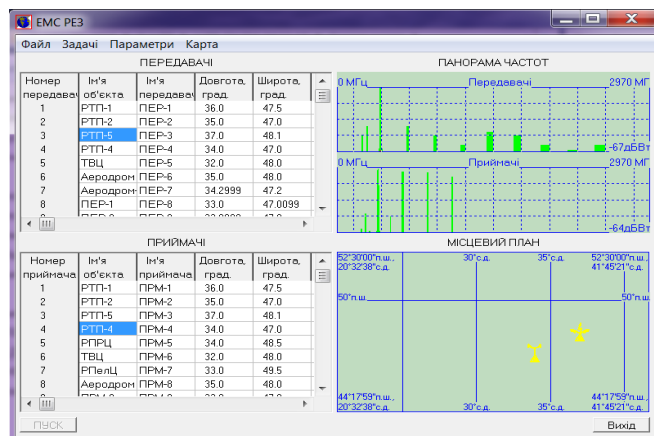 ЕМС РЕЗ
Файл Задачі Параметри Карта
ПЕРЕДАВАЧІ
Номер передавач Ім'я об'єкта Ім'я передавач Довгота, град. Широта, град.
1 РТП-1 ПЕР-1 36.0 47.5
2 РТП-2 ПЕР-2 35.0 47.0
3 РТП-5 ПЕР-3 37.0 48.1
4 РТП-4 ПЕР-4 34.0 47.0
5 ТВЦ ПЕР-5 32.0 48.0
6 Аеродром ПЕР-6 35.0 48.0
7 Аеродром- ПЕР-7 34.2999 47.2
8 ПЕР-1 ПЕР-8 33.0 47.0099
ПАНОРАМА ЧАСТОТ
0 МГц Передавачі 2970 МГ
-67дБВт
0 МГц Приймачі 2970 МГ
-64дБВт
ПРИЙМАЧІ
Номер приймача Ім'я об'єкта Ім'я приймача Довгота, град. Широта, град.
1 РТП-1 ПРМ-1 36.0 47.5
2 РТП-2 ПРМ-2 35.0 47.0
3 РТП-5 ПРМ-3 37.0 48.1
4 РТП-4 ПРМ-4 34.0 47.0
5 РПРЦ ПРМ-5 34.0 48.5
6 ТВЦ ПРМ-6 32.0 48.0
7 РПелЦ ПРМ-7 33.0 49.5
8 Аеродром ПРМ-8 35.0 48.0
МІСЦЕВИЙ ПЛАН
52°30'00"п.ш., 30°с.д. 35°с.д. 52°30'00"п.ш.,
20°32'38"с.д. 41°45'21"с.д.
50°п.ш. 50°п.ш.
44°17'59"п.ш., 44°17'59"п.ш.,
20°32'38"с.д. 30°с.д. 35°с.д. 41°45'21"с.д.
ПУСК
Вихід